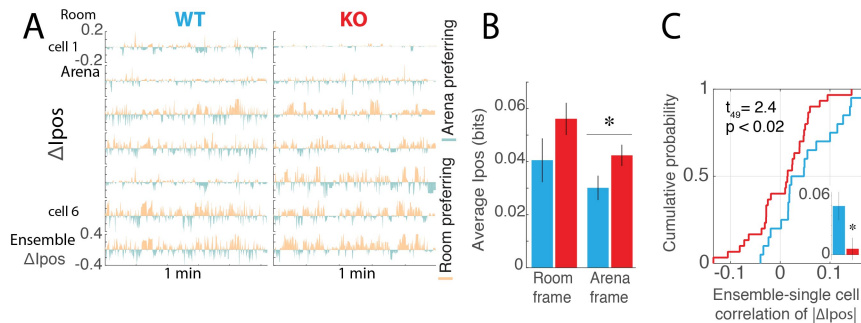 A
WT
KO
Room
0.2
cell 1
-0.2
Arena
ΔIpos
cell 6
Ensemble
ΔIpos
0.4
-0.4
1 min
1 min
Room preferring
Arena preferring
B
Average Ipos (bits)
0.06
0.04
0.02
0
*
Room frame
Arena frame
C
Cumulative probability
1
0.5
0
t49 = 2.4
p < 0.02
0.06
0
*
-0.1
0
0.1
Ensemble-single cell
correlation of |ΔIpos|